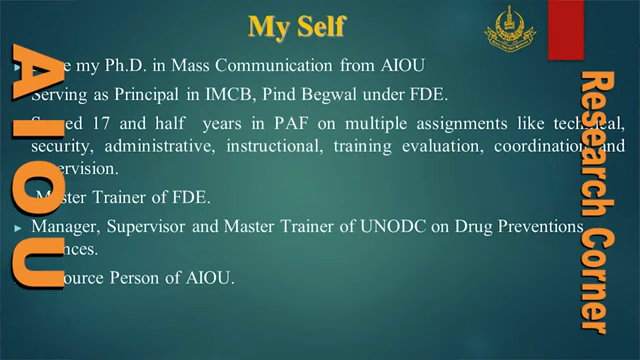 My Self
my Ph.D. in Mass Communication from AIOU
Serving as Principal in IMCB, Pind Begwal under FDE.
17 and half years in PAF on multiple assignments like
security, administrative, instructional, training evaluation, coordination and
Master Trainer of FDE.
Manager, Supervisor and Master Trainer of UNODC on Drug Preventions
Person of AIOU.
AIOU
Research Corner